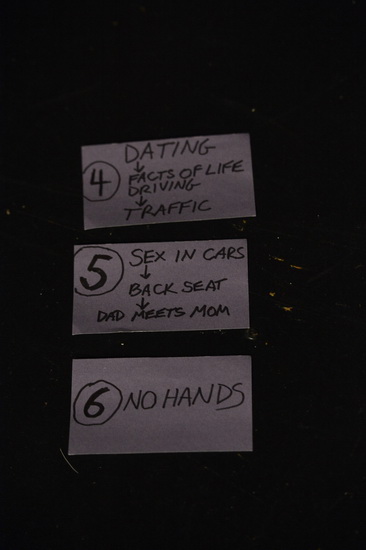 4
DATING
↓
FACTS OF LIFE
DRIVING
↓
TRAFFIC
5
SEX IN CARS
↓
BACK SEAT
↓
DAD MEETS MOM
6 NO HANDS